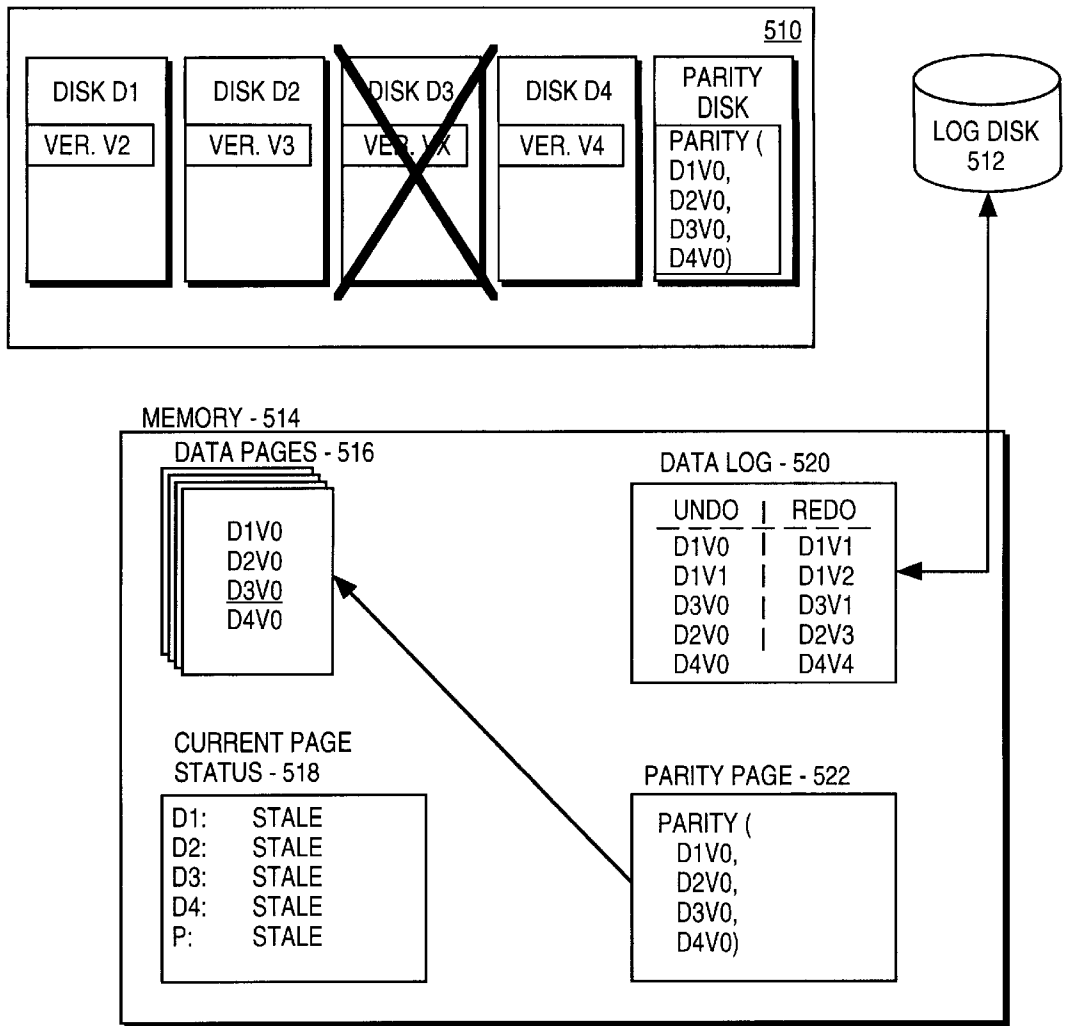 510
DISK D1
VER. V2
DISK D2
VER. V3
DISK D3
VER. VX
DISK D4
VER. V4
PARITY
DISK
PARITY (
D1V0,
D2V0,
D3V0,
D4V0)
LOG DISK
512
MEMORY - 514
DATA PAGES - 516
D1V0
D2V0
D3V0
D4V0
DATA LOG - 520
UNDO | REDO
D1V0 | D1V1
D1V1 | D1V2
D3V0 | D3V1
D2V0 | D2V3
D4V0 D4V4
CURRENT PAGE
STATUS - 518
D1: STALE
D2: STALE
D3: STALE
D4: STALE
P: STALE
PARITY PAGE - 522
PARITY (
D1V0,
D2V0,
D3V0,
D4V0)